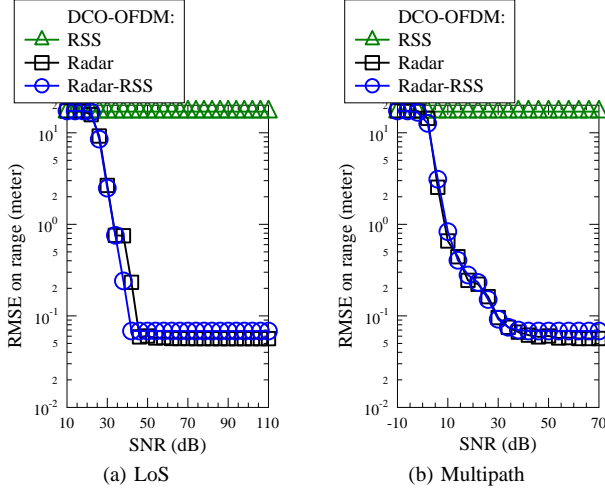 DCO-OFDM:
RSS
Radar
Radar-RSS
RMSE on range (meter)
2
10^1
5
2
10^0
5
2
10^-1
5
2
10^-2
10 30 50 70 90 110
SNR (dB)
(a) LoS
DCO-OFDM:
RSS
Radar
Radar-RSS
RMSE on range (meter)
2
10^1
5
2
10^0
5
2
10^-1
5
2
10^-2
-10 10 30 50 70
SNR (dB)
(b) Multipath